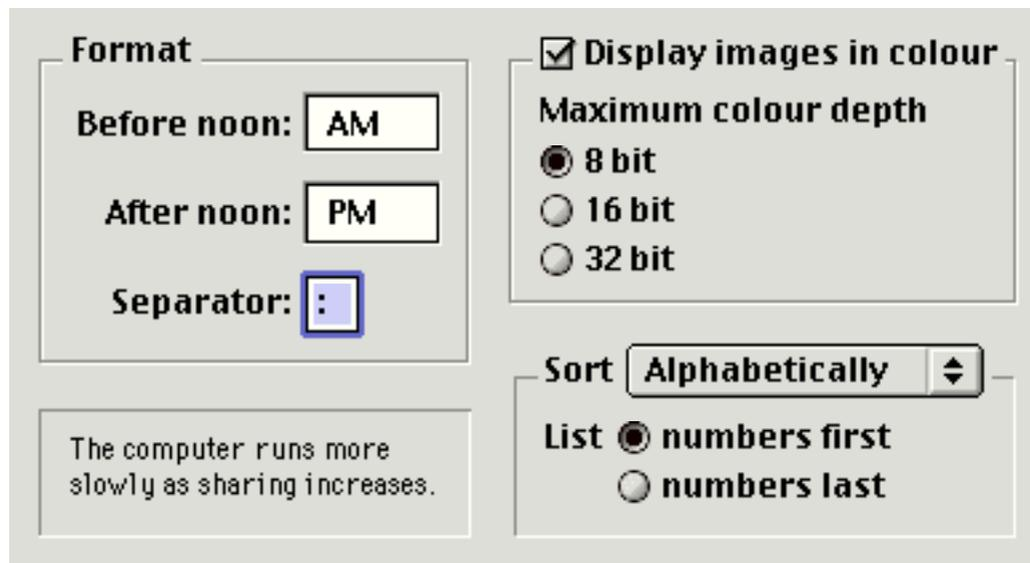 Format
Before noon: AM
After noon: PM
Separator: :
The computer runs more
slowly as sharing increases.
Display images in colour
Maximum colour depth
8 bit
16 bit
32 bit
Sort Alphabetically
List numbers first
numbers last